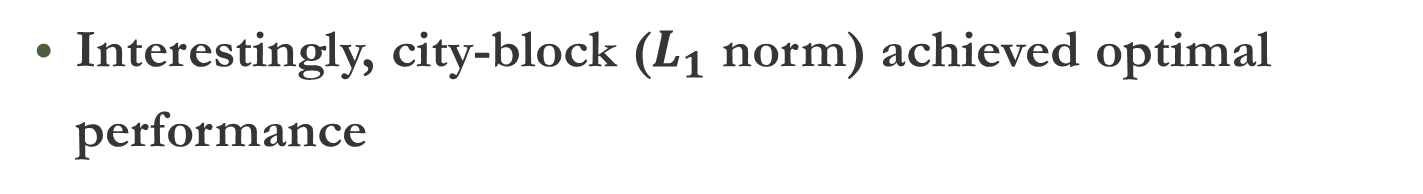 • Interestingly, city-block (L₁ norm) achieved optimal
performance